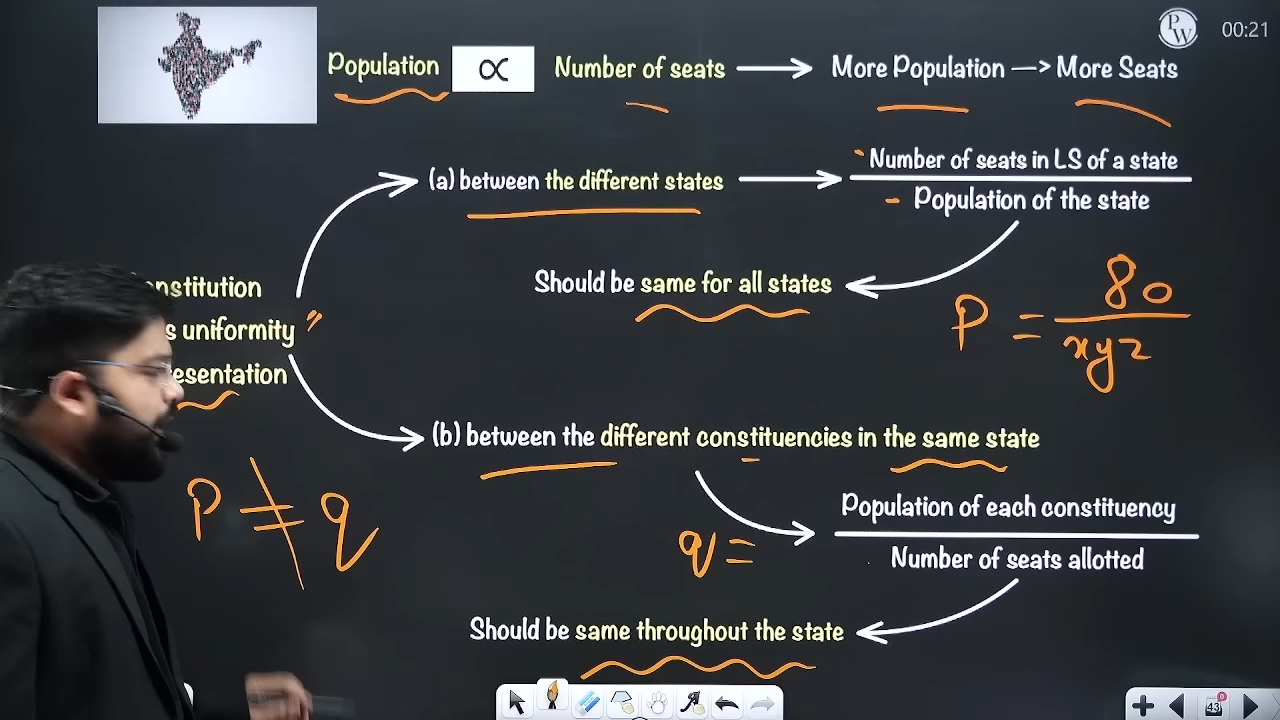 Population ∝ Number of seats → More Population → More Seats
PW
00:21
(a) between the different states → Number of seats in LS of a state
Population of the state
Should be same for all states
P = 80
xyz
nstitution
s uniformity
esentation
(b) between the different constituencies in the same state
Population of each constituency
Number of seats allotted
q =
P ≠ q
Should be same throughout the state
43